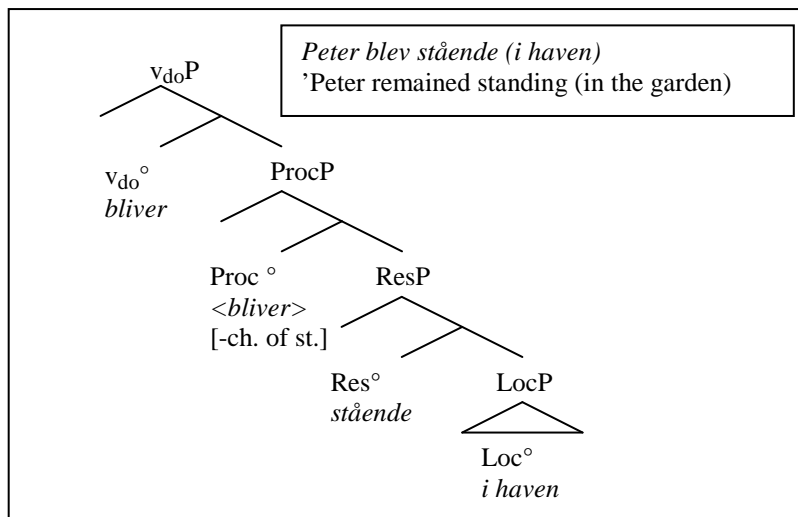 Peter blev stående (i haven)
’Peter remained standing (in the garden)
vdoP
vdo°
bliver
ProcP
Proc °
<bliver>
[-ch. of st.]
ResP
Res°
stående
LocP
Loc°
i haven